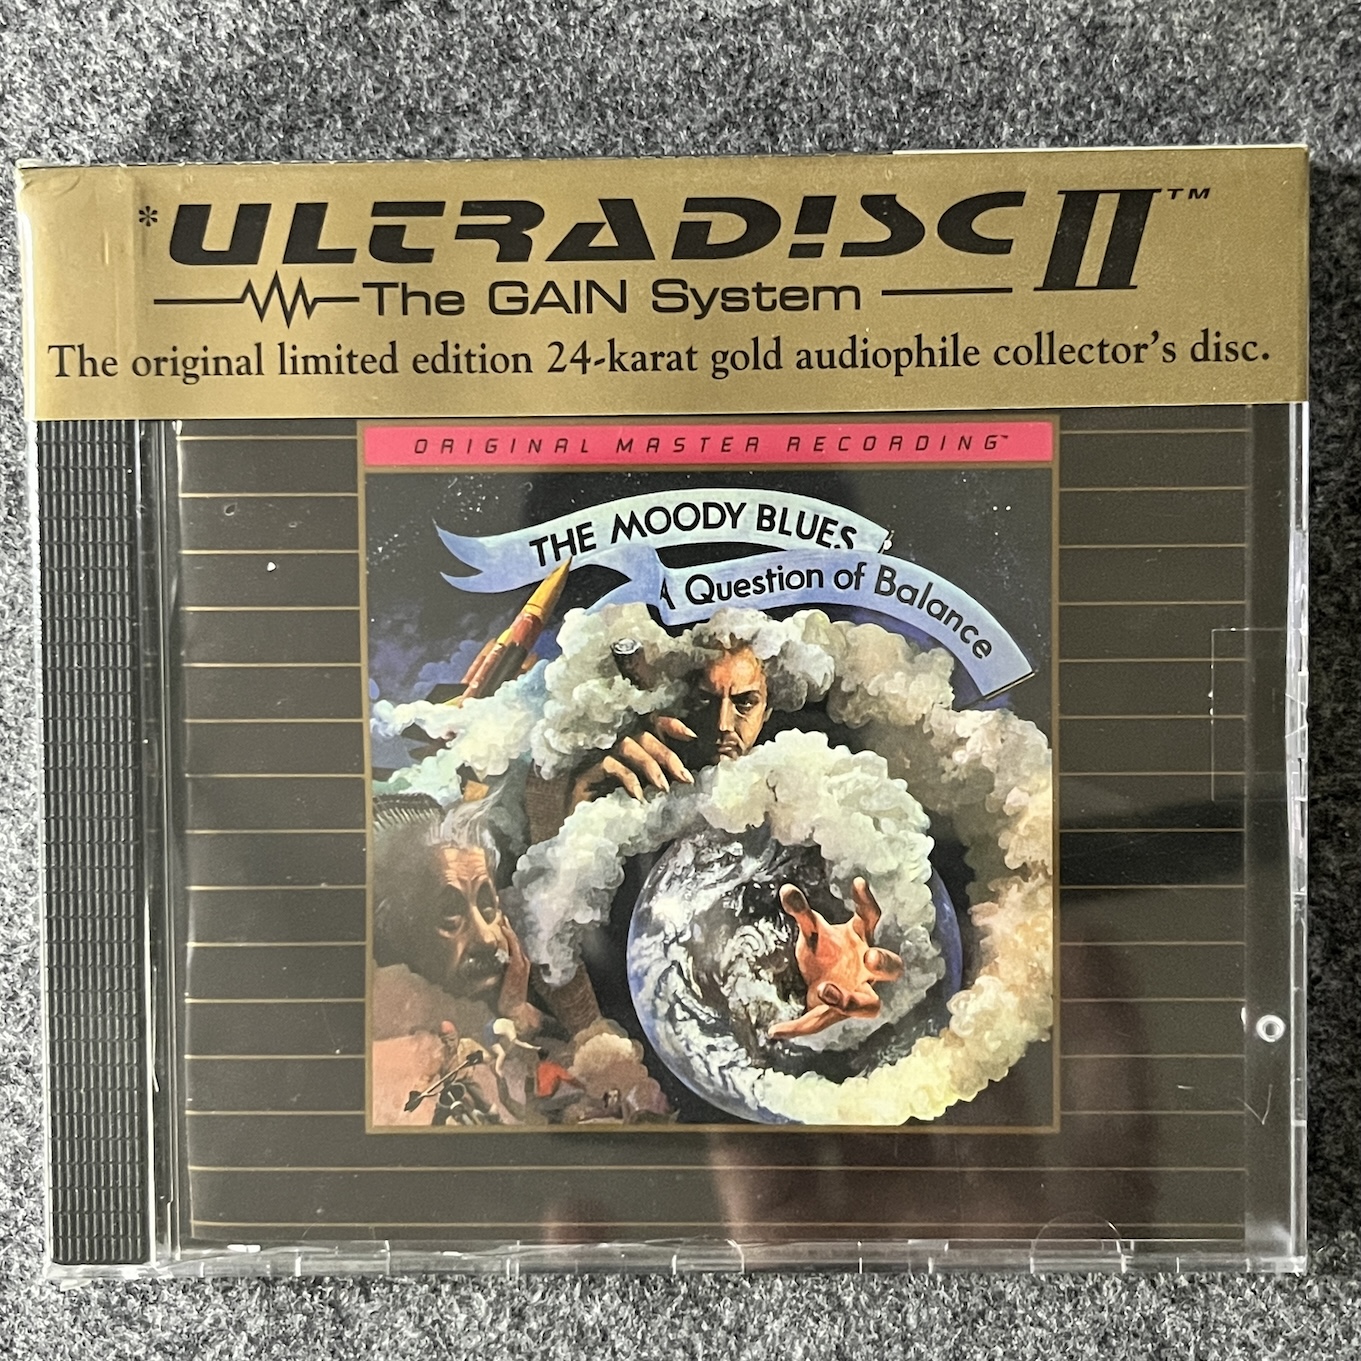 *ULTRADISC II™
The GAIN System
The original limited edition 24-karat gold audiophile collector's disc.
ORIGINAL MASTER RECORDING™
THE MOODY BLUES
A Question of Balance